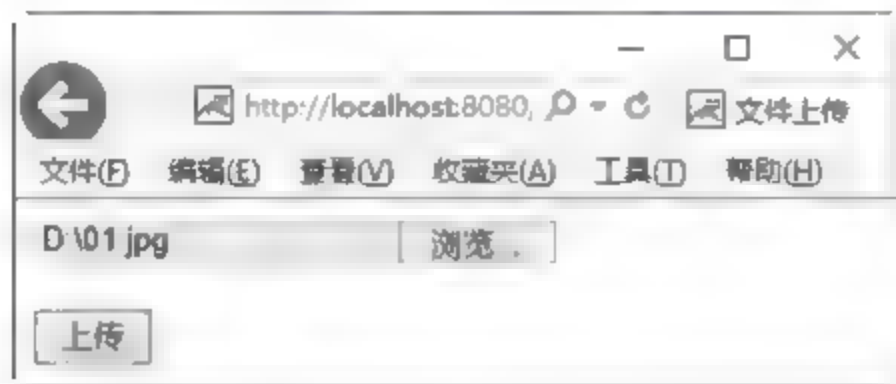 http://localhost:8080, 文件上传
文件(F) 编辑(E) 查看(V) 收藏夹(A) 工具(T) 帮助(H)
D:\01.jpg 浏览...
上传